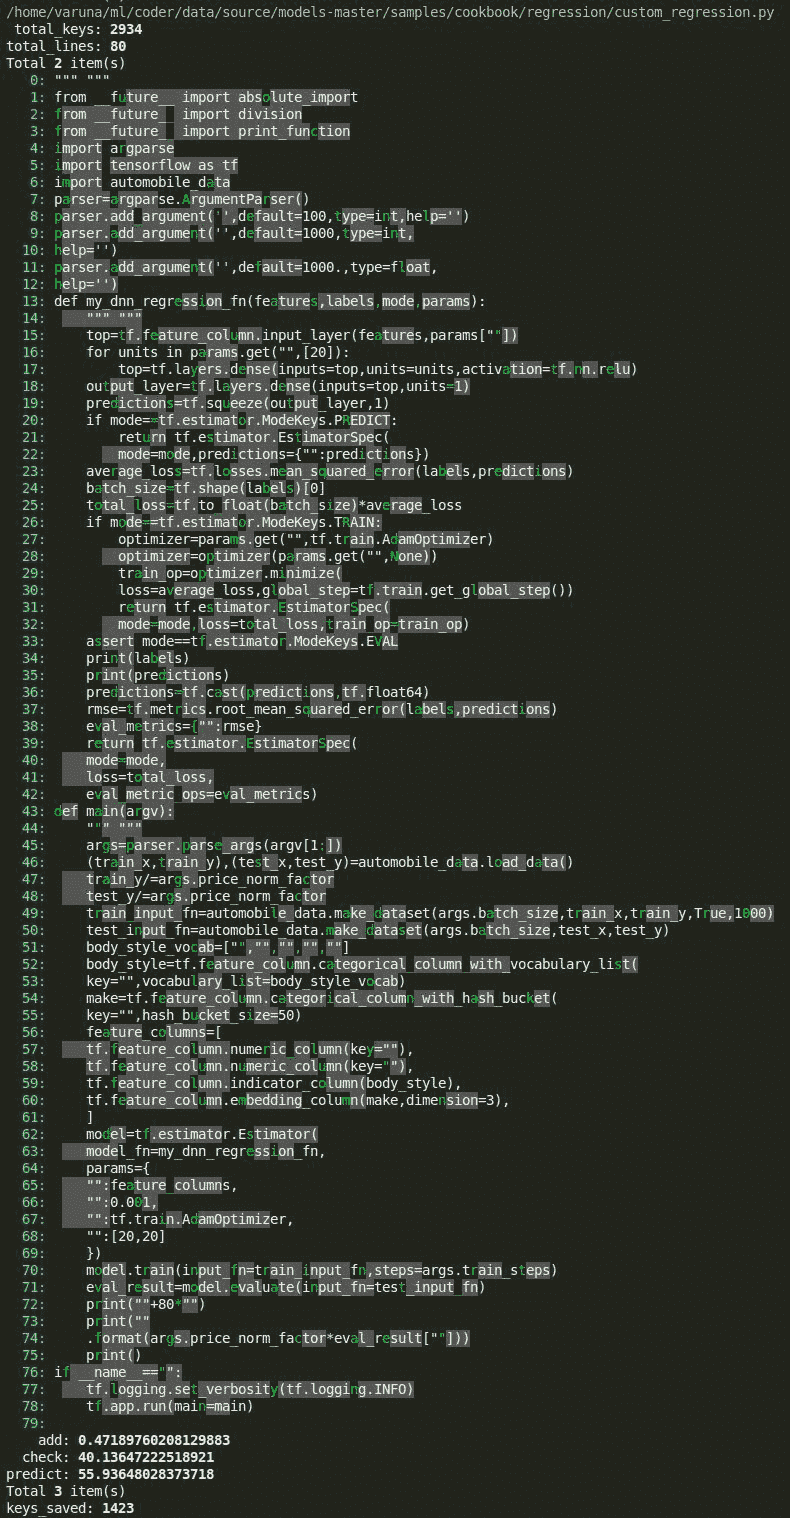 /home/varuna/ml/coder/data/source/models-master/samples/cookbook/regression/custom_regression.py
 total_keys: 2934
total_lines: 80
Total 2 item(s)
   0: """ """
   1: from __future__ import absolute_import
   2: from __future__ import division
   3: from __future__ import print_function
   4: import argparse
   5: import tensorflow as tf
   6: import automobile_data
   7: parser=argparse.ArgumentParser()
   8: parser.add_argument('',default=100,type=int,help='')
   9: parser.add_argument('',default=1000,type=int,
  10: help='')
  11: parser.add_argument('',default=1000.,type=float,
  12: help='')
  13: def my_dnn_regression_fn(features,labels,mode,params):
  14:     """ """
  15:     top=tf.feature_column.input_layer(features,params[""])
  16:     for units in params.get("",[20]):
  17:         top=tf.layers.dense(inputs=top,units=units,activation=tf.nn.relu)
  18:     output_layer=tf.layers.dense(inputs=top,units=1)
  19:     predictions=tf.squeeze(output_layer,1)
  20:     if mode==tf.estimator.ModeKeys.PREDICT:
  21:         return tf.estimator.EstimatorSpec(
  22:         mode=mode,predictions={"":predictions})
  23:     average_loss=tf.losses.mean_squared_error(labels,predictions)
  24:     batch_size=tf.shape(labels)[0]
  25:     total_loss=tf.to_float(batch_size)*average_loss
  26:     if mode==tf.estimator.ModeKeys.TRAIN:
  27:         optimizer=params.get("",tf.train.AdamOptimizer)
  28:         optimizer=optimizer(params.get("",None))
  29:         train_op=optimizer.minimize(
  30:         loss=average_loss,global_step=tf.train.get_global_step())
  31:         return tf.estimator.EstimatorSpec(
  32:         mode=mode,loss=total_loss,train_op=train_op)
  33:     assert mode==tf.estimator.ModeKeys.EVAL
  34:     print(labels)
  35:     print(predictions)
  36:     predictions=tf.cast(predictions,tf.float64)
  37:     rmse=tf.metrics.root_mean_squared_error(labels,predictions)
  38:     eval_metrics={"":rmse}
  39:     return tf.estimator.EstimatorSpec(
  40:     mode=mode,
  41:     loss=total_loss,
  42:     eval_metric_ops=eval_metrics)
  43: def main(argv):
  44:     """ """
  45:     args=parser.parse_args(argv[1:])
  46:     (train_x,train_y),(test_x,test_y)=automobile_data.load_data()
  47:     train_y/=args.price_norm_factor
  48:     test_y/=args.price_norm_factor
  49:     train_input_fn=automobile_data.make_dataset(args.batch_size,train_x,train_y,True,1000)
  50:     test_input_fn=automobile_data.make_dataset(args.batch_size,test_x,test_y)
  51:     body_style_vocab=["","","","",""]
  52:     body_style=tf.feature_column.categorical_column_with_vocabulary_list(
  53:     key="",vocabulary_list=body_style_vocab)
  54:     make=tf.feature_column.categorical_column_with_hash_bucket(
  55:     key="",hash_bucket_size=50)
  56:     feature_columns=[
  57:     tf.feature_column.numeric_column(key=""),
  58:     tf.feature_column.numeric_column(key=""),
  59:     tf.feature_column.indicator_column(body_style),
  60:     tf.feature_column.embedding_column(make,dimension=3),
  61:     ]
  62:     model=tf.estimator.Estimator(
  63:     model_fn=my_dnn_regression_fn,
  64:     params={
  65:     "":feature_columns,
  66:     "":0.001,
  67:     "":tf.train.AdamOptimizer,
  68:     "":[20,20]
  69:     })
  70:     model.train(input_fn=train_input_fn,steps=args.train_steps)
  71:     eval_result=model.evaluate(input_fn=test_input_fn)
  72:     print(""+80*"")
  73:     print(""
  74:     .format(args.price_norm_factor*eval_result[""]))
  75:     print()
  76: if __name__=="":
  77:     tf.logging.set_verbosity(tf.logging.INFO)
  78:     tf.app.run(main=main)
  79:
    add: 0.47189760208129883
  check: 40.13647222518921
predict: 55.93648028373718
Total 3 item(s)
keys_saved: 1423